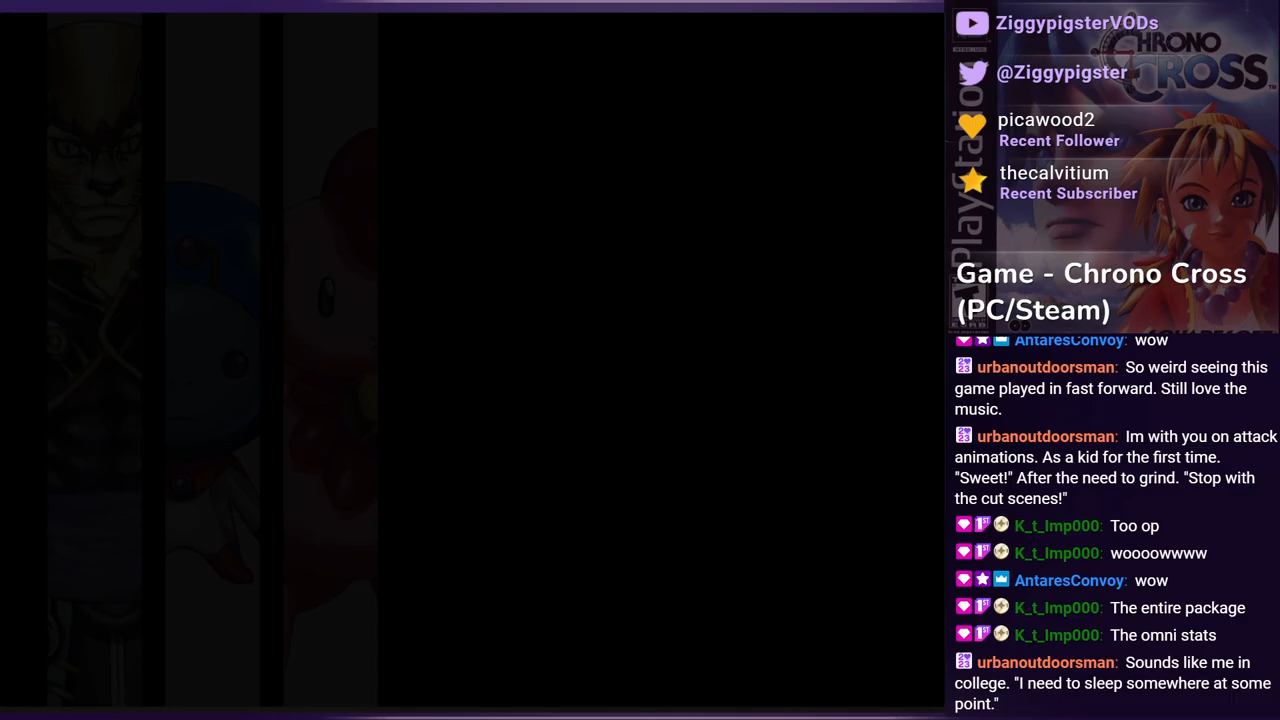 ZiggypigsterVODs
@Ziggypigster
picawood2
Recent Follower
thecalvitium
Recent Subscriber
PlayStation
CHRONO
CROSS
Game - Chrono Cross
(PC/Steam)
AntaresConvoy: wow
urbanoutdoorsman: So weird seeing this
game played in fast forward. Still love the
music.
urbanoutdoorsman: Im with you on attack
animations. As a kid for the first time.
"Sweet!" After the need to grind. "Stop with
the cut scenes!"
K_t_Imp000: Too op
K_t_Imp000: woooowwww
AntaresConvoy: wow
K_t_Imp000: The entire package
K_t_Imp000: The omni stats
urbanoutdoorsman: Sounds like me in
college. "I need to sleep somewhere at some
point."